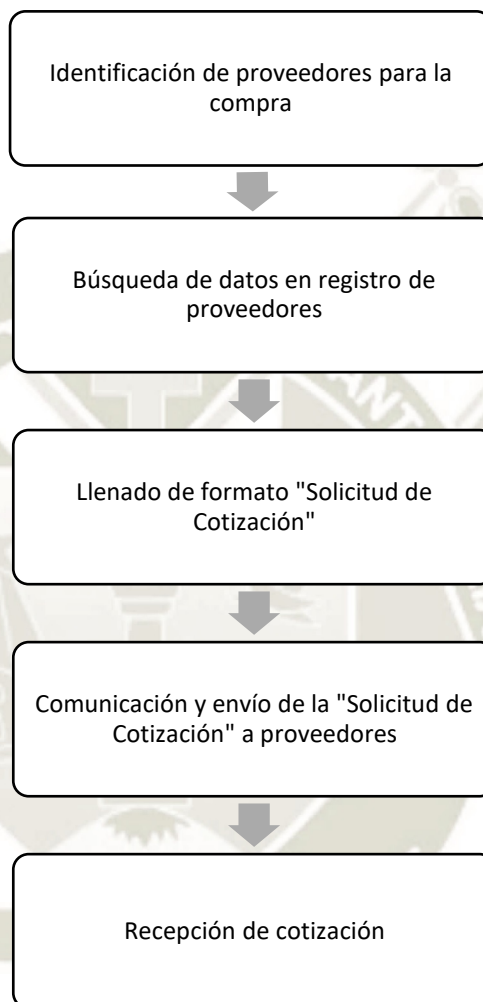 Identificación de proveedores para la
compra
Búsqueda de datos en registro de
proveedores
Llenado de formato "Solicitud de
Cotización"
Comunicación y envío de la "Solicitud de
Cotización" a proveedores
Recepción de cotización